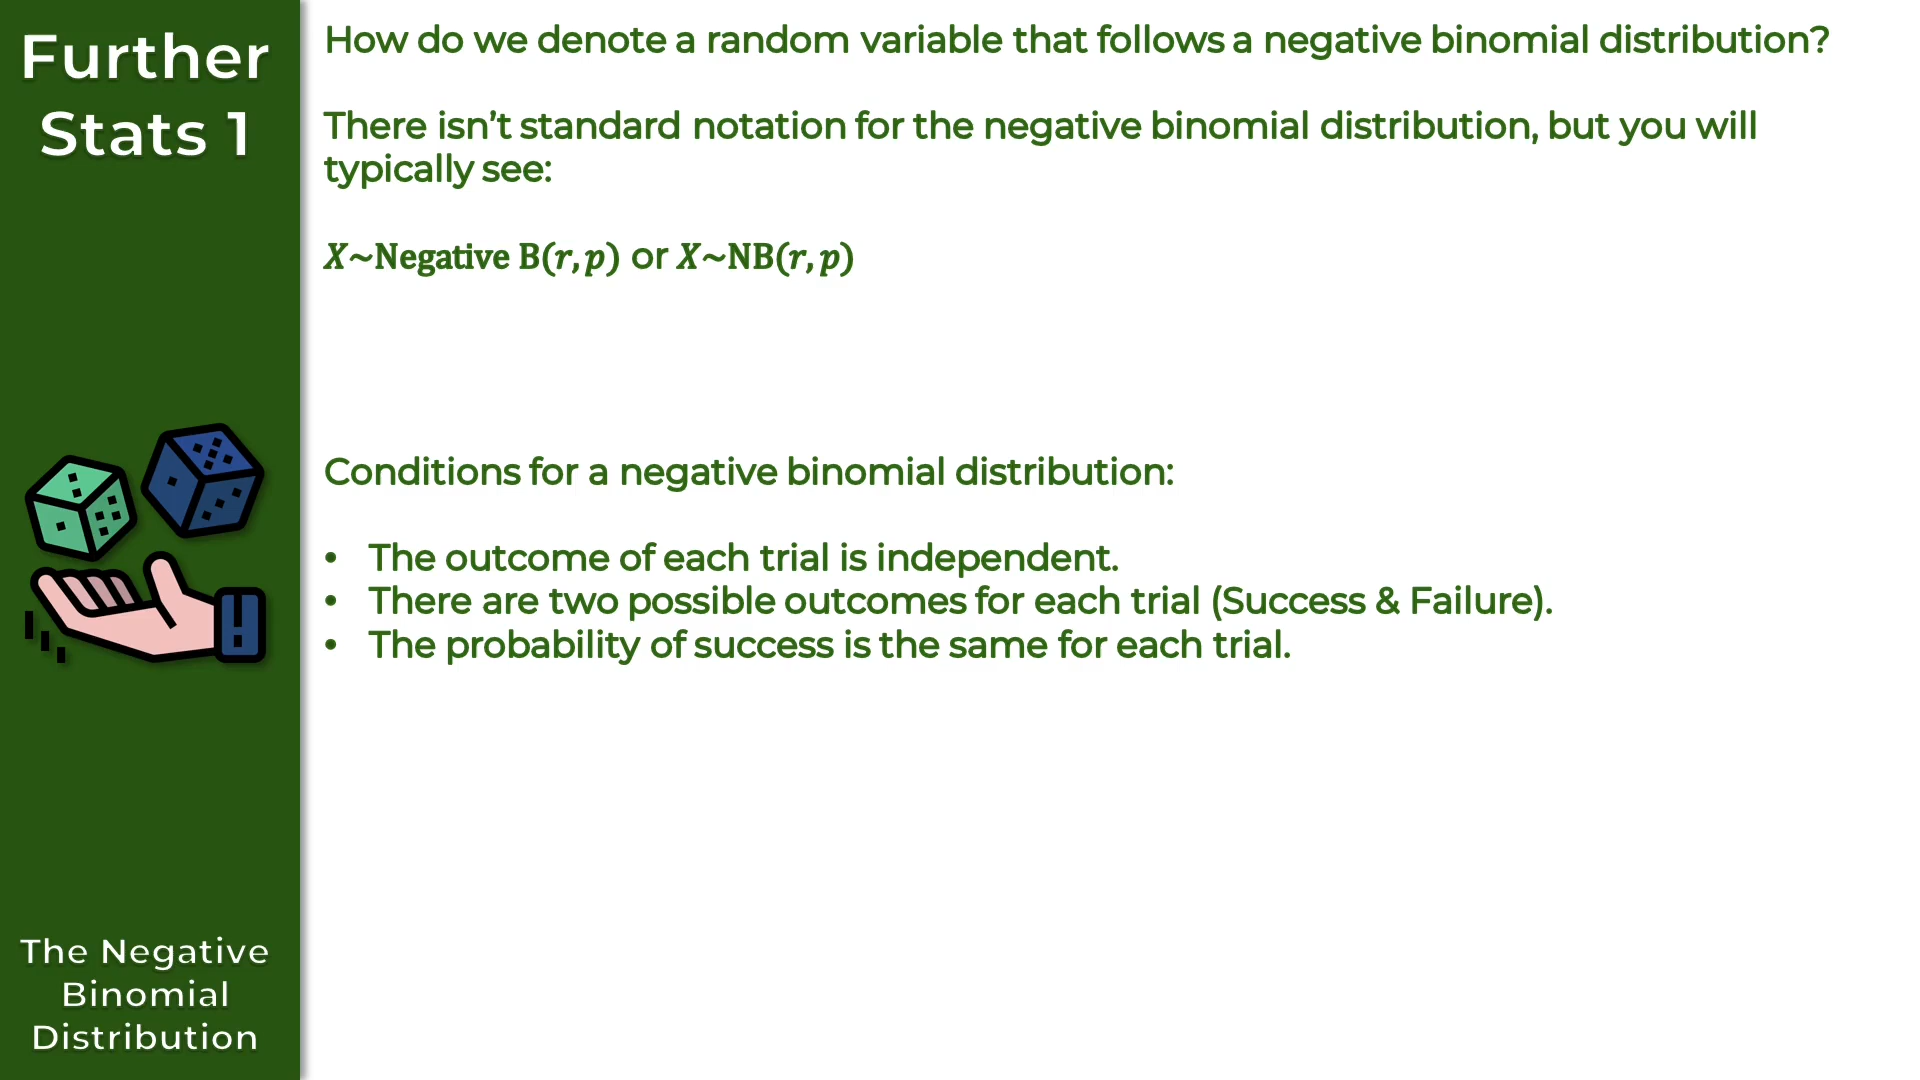 Further
Stats 1
How do we denote a random variable that follows a negative binomial distribution?
There isn’t standard notation for the negative binomial distribution, but you will
typically see:
X~Negative B(r, p) or X~NB(r, p)
Conditions for a negative binomial distribution:
• The outcome of each trial is independent.
• There are two possible outcomes for each trial (Success & Failure).
• The probability of success is the same for each trial.
The Negative
Binomial
Distribution